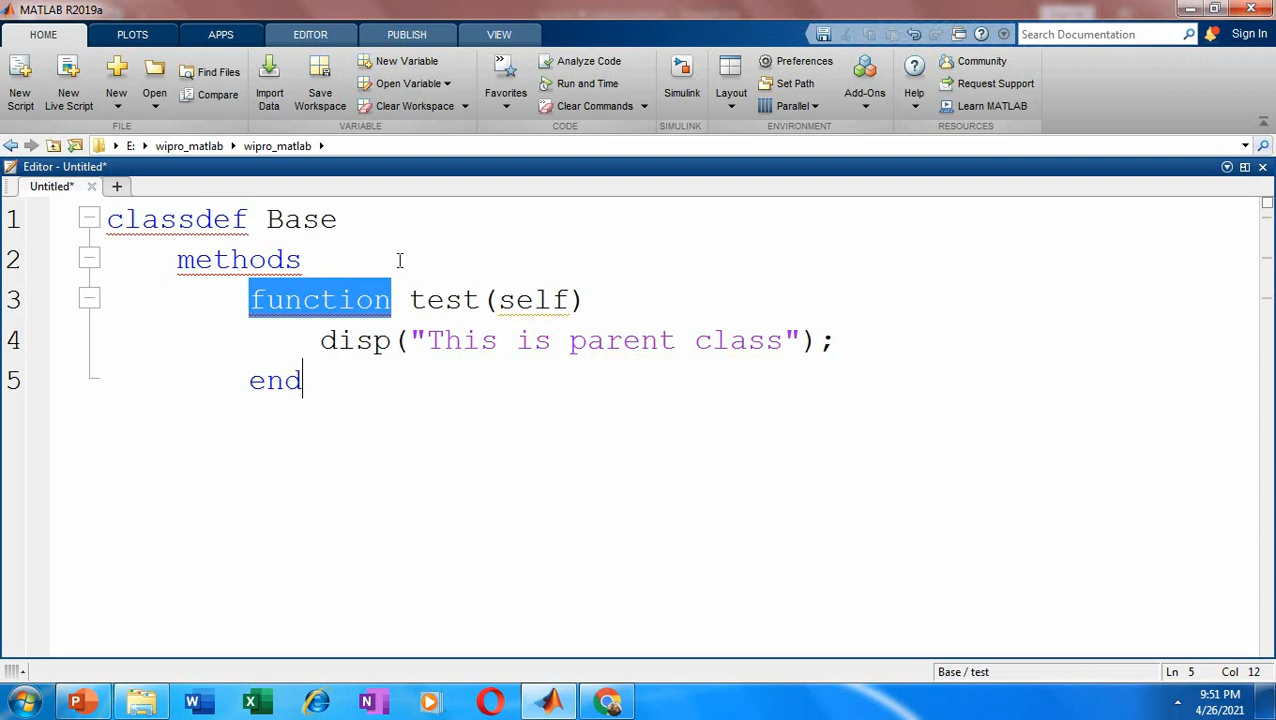 MATLAB R2019a
HOME PLOTS APPS EDITOR PUBLISH VIEW Search Documentation Sign In
New Script
New Live Script
New
Open
Find Files
Compare
FILE
Import Data
Save Workspace
New Variable
Open Variable
Clear Workspace
VARIABLE
Favorites
Analyze Code
Run and Time
Clear Commands
CODE
Simulink
SIMULINK
Layout
Preferences
Set Path
Parallel
ENVIRONMENT
Add-Ons
Help
Community
Request Support
Learn MATLAB
RESOURCES
E: wipro_matlab wipro_matlab
Editor - Untitled*
Untitled*
1 classdef Base
2 methods
3 function test(self)
4 disp("This is parent class");
5 end
Base / test Ln 5 Col 12
9:51 PM
4/26/2021